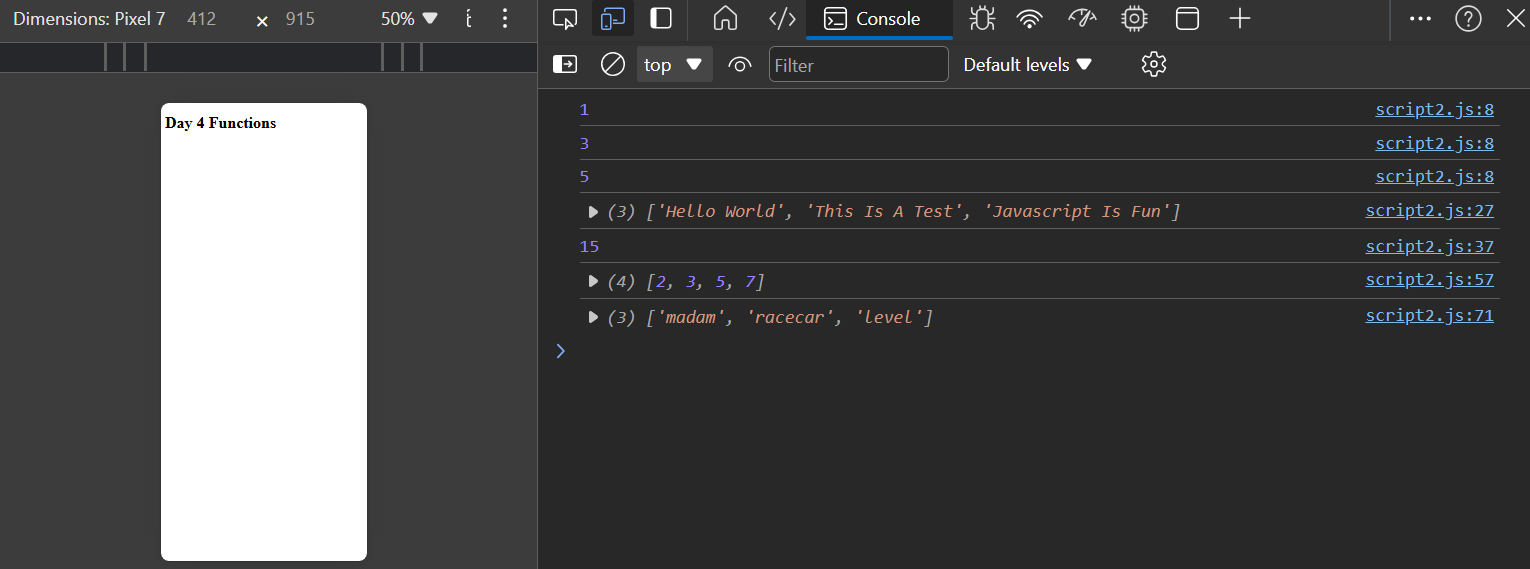 Dimensions: Pixel 7 412 × 915 50%
Console
top Filter Default levels
Day 4 Functions
1 script2.js:8
3 script2.js:8
5 script2.js:8
(3) ['Hello World', 'This Is A Test', 'Javascript Is Fun'] script2.js:27
15 script2.js:37
(4) [2, 3, 5, 7] script2.js:57
(3) ['madam', 'racecar', 'level'] script2.js:71